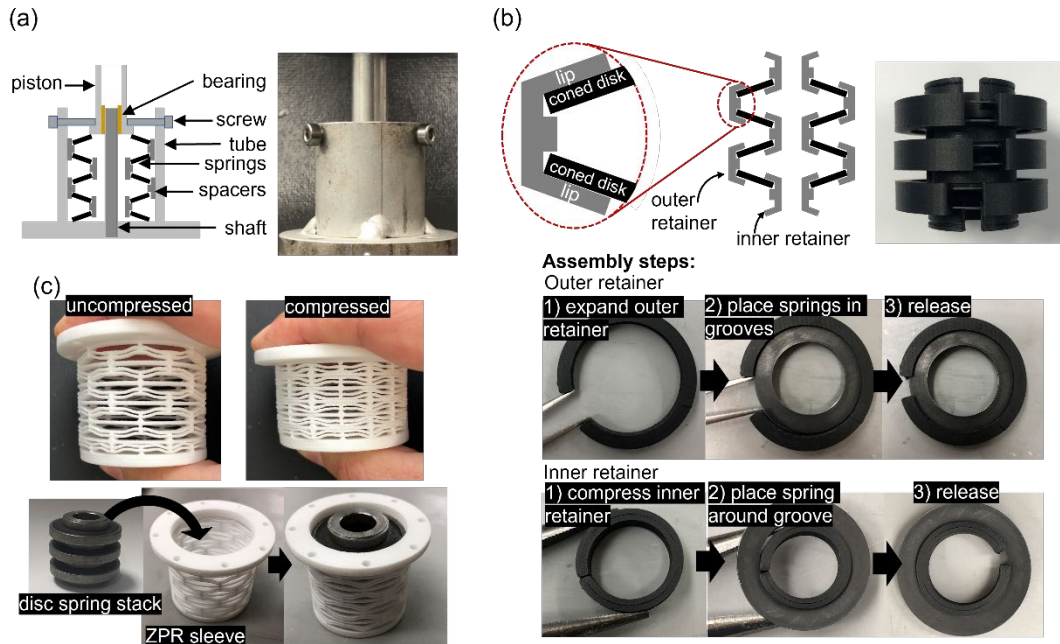 (a)
piston
bearing
screw
tube
springs
spacers
shaft
(b)
lip
coned disk
coned disk
lip
outer
retainer
inner retainer
Assembly steps:
Outer retainer
1) expand outer
retainer
2) place springs in
grooves
3) release
Inner retainer
1) compress inner
retainer
2) place spring
around groove
3) release
(c)
uncompressed
compressed
disc spring stack
ZPR sleeve